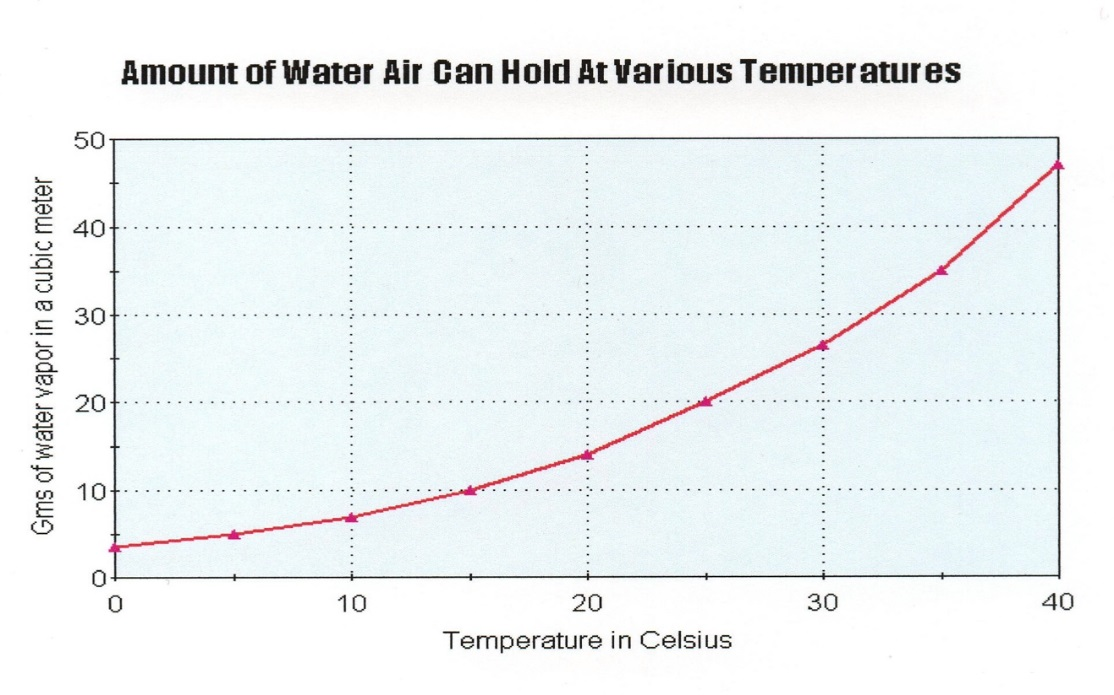 Amount of Water Air Can Hold At Various Temperatures
Gms of water vapor in a cubic meter
50
40
30
20
10
0
0 10 20 30 40
Temperature in Celsius